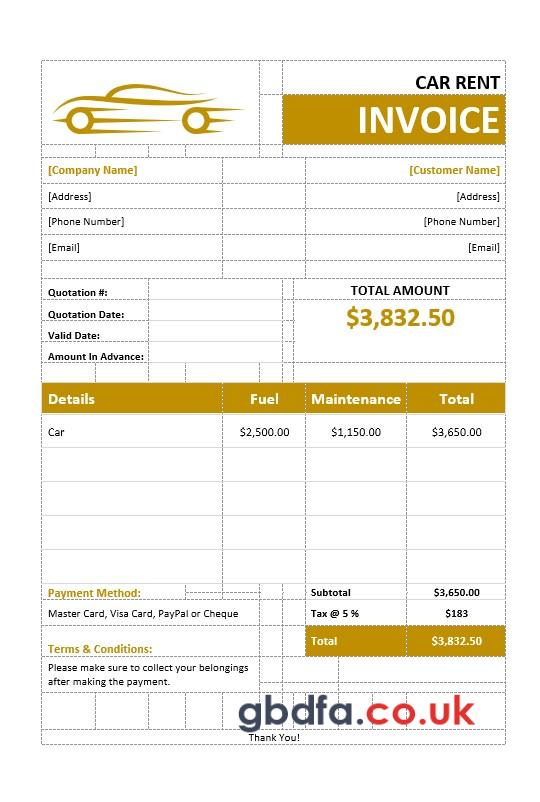 CAR RENT
INVOICE
[Company Name] [Customer Name]
[Address] [Address]
[Phone Number] [Phone Number]
[Email] [Email]
Quotation #:
Quotation Date:
Valid Date:
Amount In Advance:
TOTAL AMOUNT
$3,832.50
Details Fuel Maintenance Total
Car $2,500.00 $1,150.00 $3,650.00
Payment Method: Subtotal $3,650.00
Master Card, Visa Card, PayPal or Cheque Tax @ 5 % $183
Total $3,832.50
Terms & Conditions:
Please make sure to collect your belongings
after making the payment.
gbdfa.co.uk
Thank You!